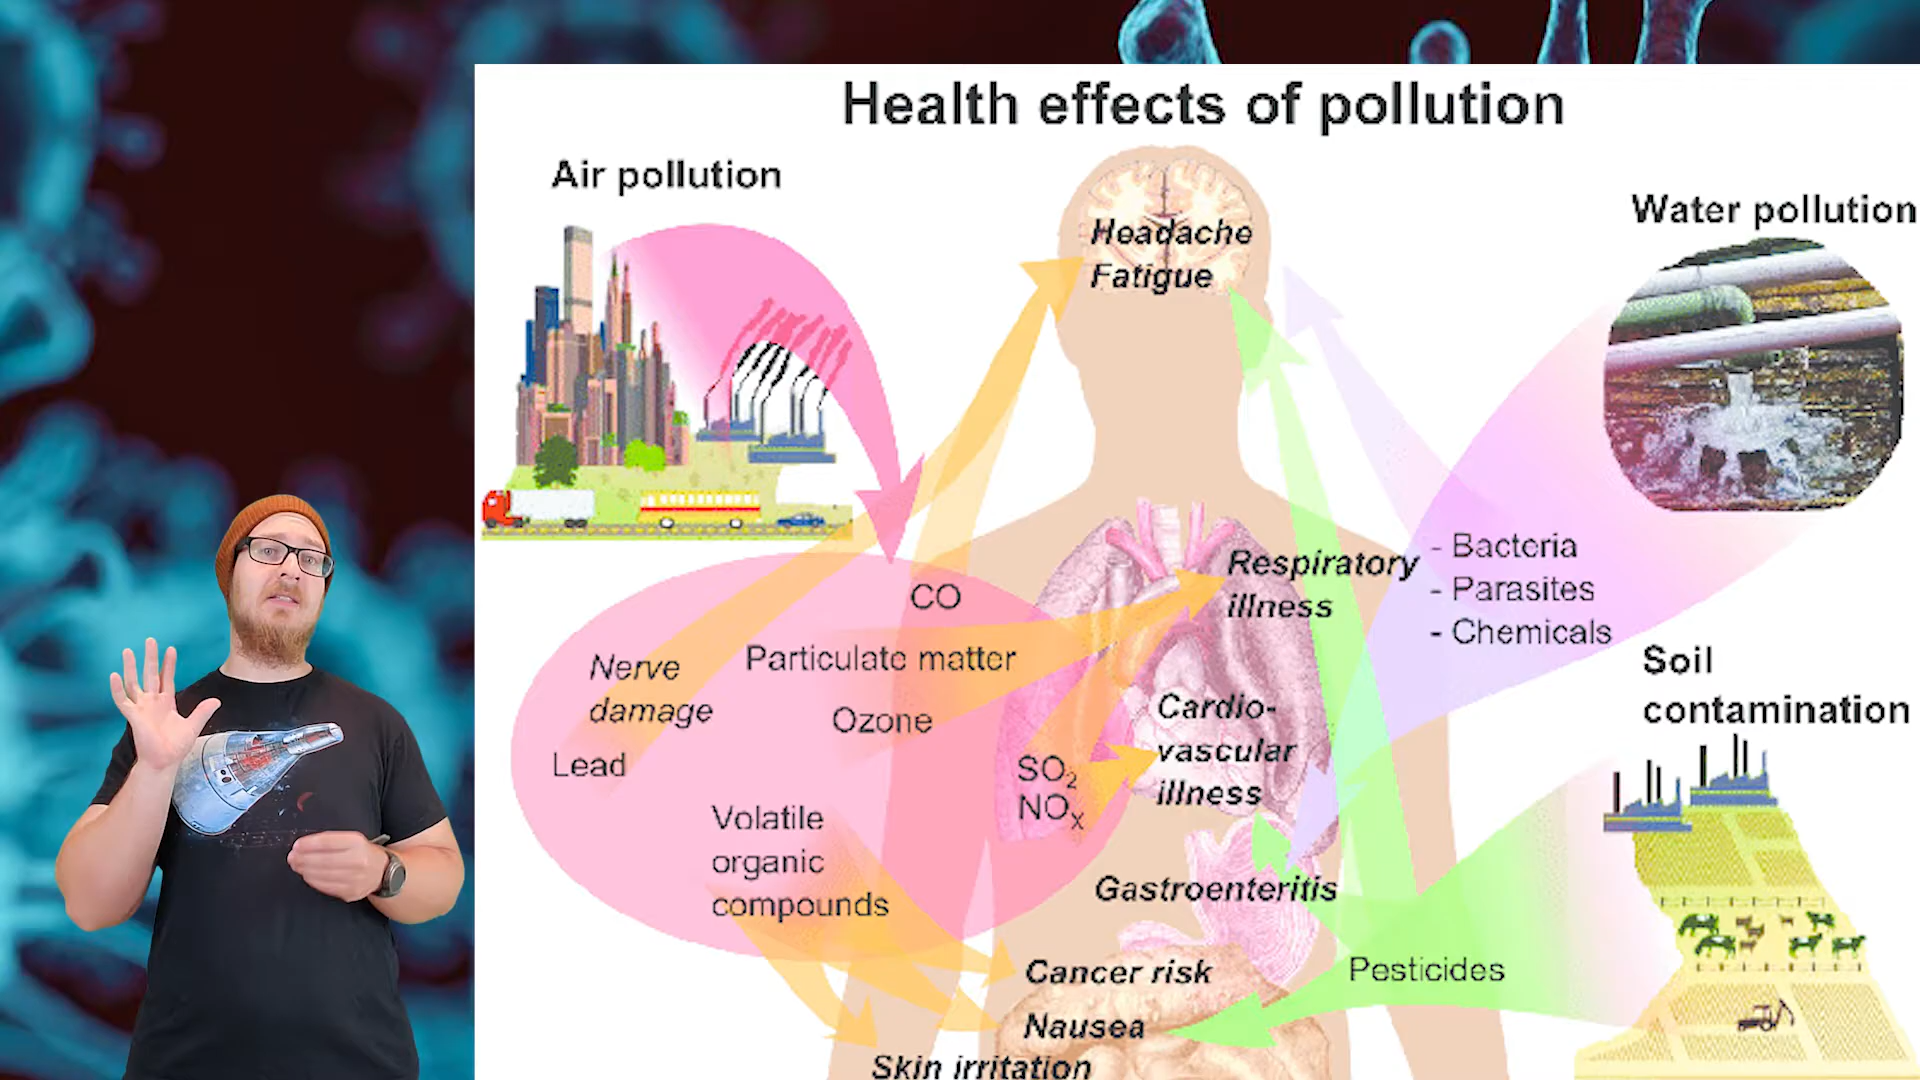 Health effects of pollution
Air pollution
Water pollution
Headache
Fatigue
- Bacteria
- Parasites
- Chemicals
Respiratory
illness
CO
Particulate matter
Nerve
damage
Ozone
Lead
SO2
NOx
Cardio-
vascular
illness
Volatile
organic
compounds
Soil
contamination
Gastroenteritis
Pesticides
Cancer risk
Nausea
Skin irritation